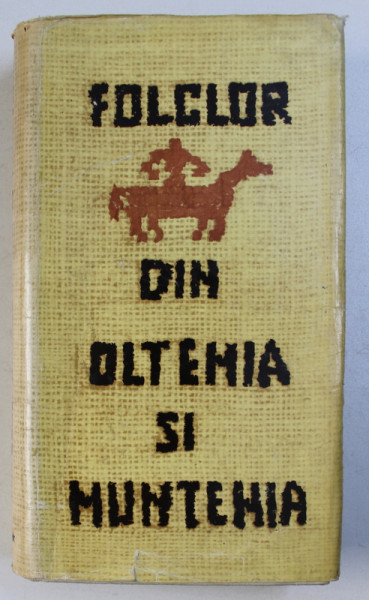 FOLCLOR
DIN
OLTENIA
SI
MUNTENIA